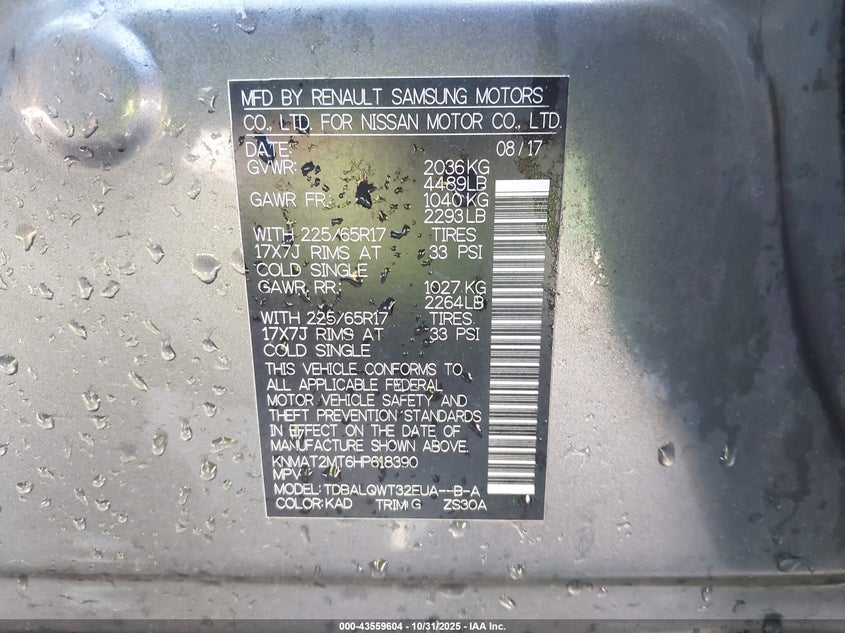 MFD BY RENAULT SAMSUNG MOTORS
CO., LTD. FOR NISSAN MOTOR CO., LTD.
DATE: 08/17
GVWR: 2036KG
4489LB
GAWR FR: 1040KG
2293LB
WITH 225/65R17 TIRES
17X7J RIMS AT 33 PSI
COLD SINGLE
GAWR RR: 1027 KG
2264LB
WITH 225/65R17 TIRES
17X7J RIMS AT 33 PSI
COLD SINGLE
THIS VEHICLE CONFORMS TO
ALL APPLICABLE FEDERAL
MOTOR VEHICLE SAFETY AND
THEFT PREVENTION STANDARDS
IN EFFECT ON THE DATE OF
MANUFACTURE SHOWN ABOVE.
KNMAT2MT6HP618390
MPV
MODEL: TDBALQWT32EUA--B-A
COLOR:KAD TRIM:G ZS30A
000-43559604 - 10/31/2025 - IAA Inc.